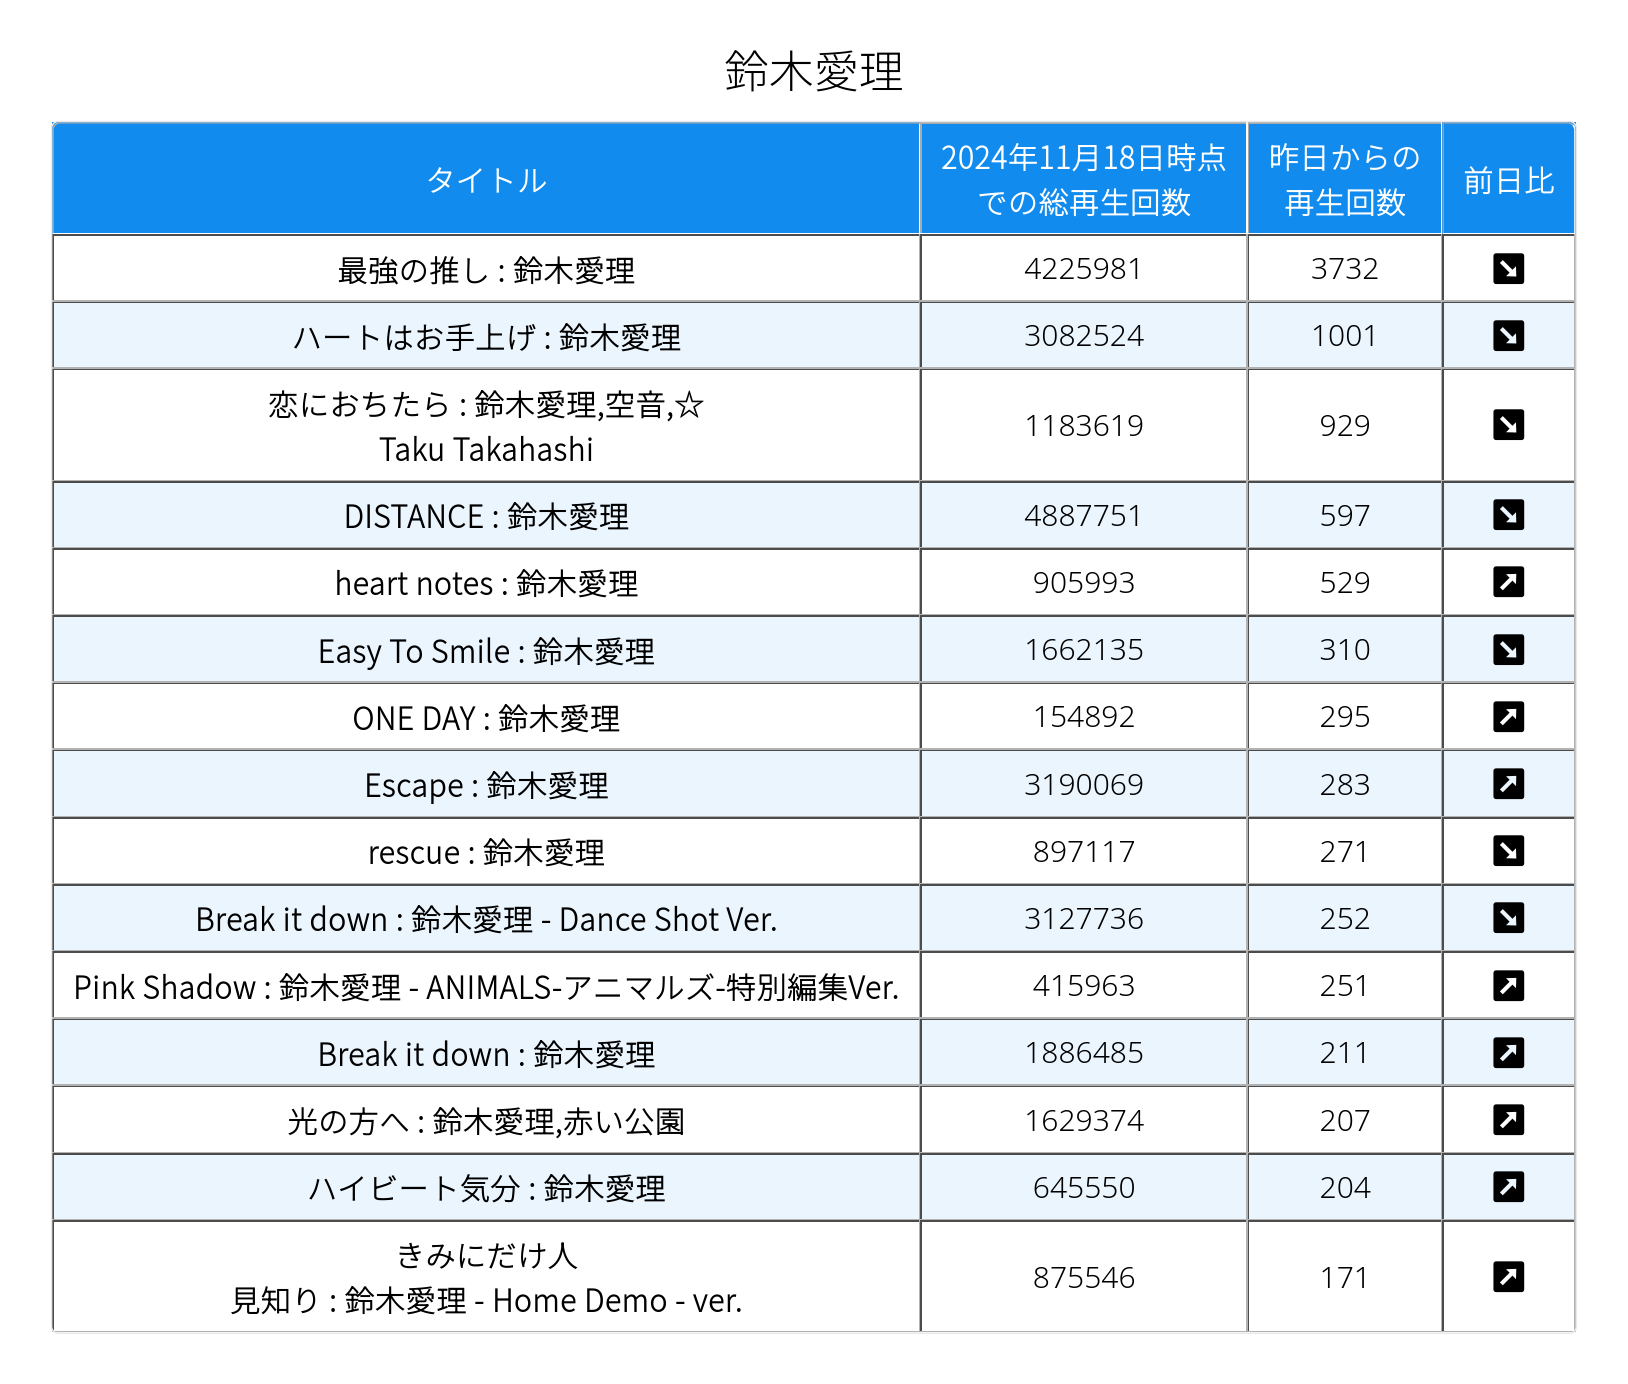 鈴木愛理
タイトル
2024年11月18日時点
での総再生回数
昨日からの
再生回数
前日比
最強の推し : 鈴木愛理 4225981 3732
ハートはお手上げ : 鈴木愛理 3082524 1001
恋におちたら : 鈴木愛理,空音,☆
Taku Takahashi
1183619 929
DISTANCE : 鈴木愛理 4887751 597
heart notes : 鈴木愛理 905993 529
Easy To Smile : 鈴木愛理 1662135 310
ONE DAY : 鈴木愛理 154892 295
Escape : 鈴木愛理 3190069 283
rescue : 鈴木愛理 897117 271
Break it down : 鈴木愛理 - Dance Shot Ver. 3127736 252
Pink Shadow : 鈴木愛理 - ANIMALS-アニマルズ-特別編集Ver. 415963 251
Break it down : 鈴木愛理 1886485 211
光の方へ : 鈴木愛理,赤い公園 1629374 207
ハイビート気分 : 鈴木愛理 645550 204
きみにだけ人
見知り : 鈴木愛理 - Home Demo - ver.
875546 171